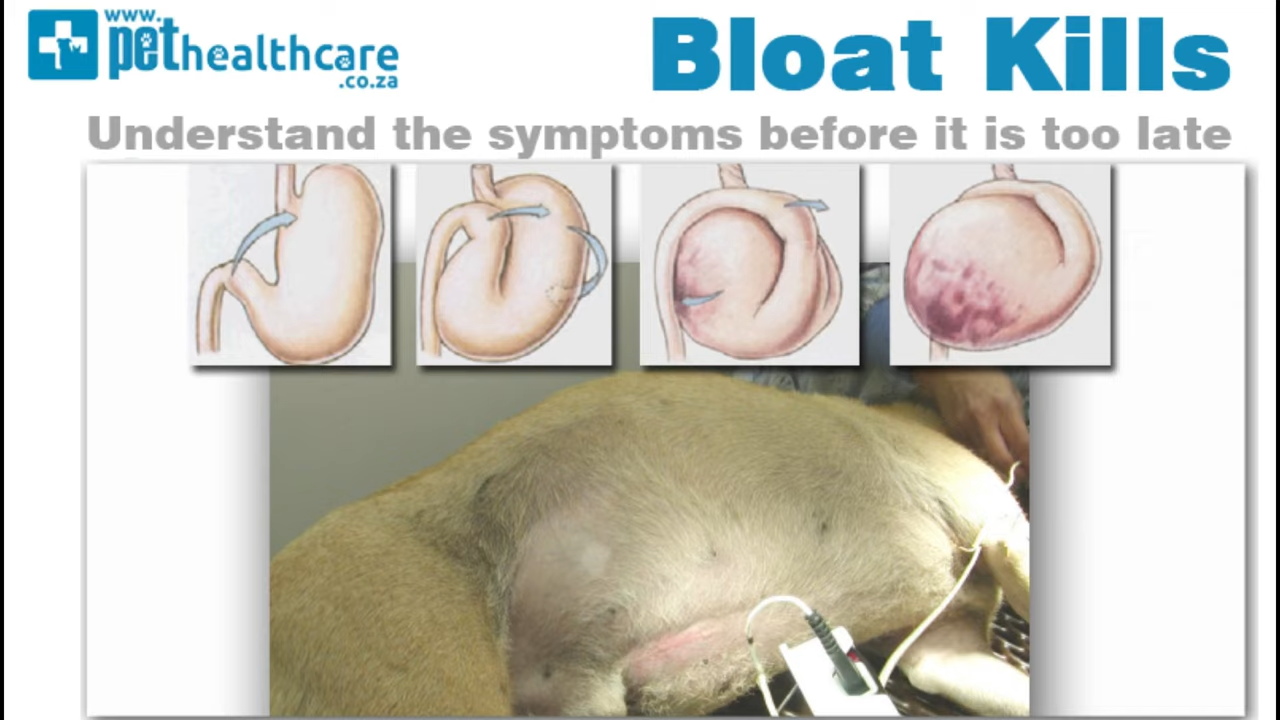 www.
pethealthcare
.co.za
Bloat Kills
Understand the symptoms before it is too late